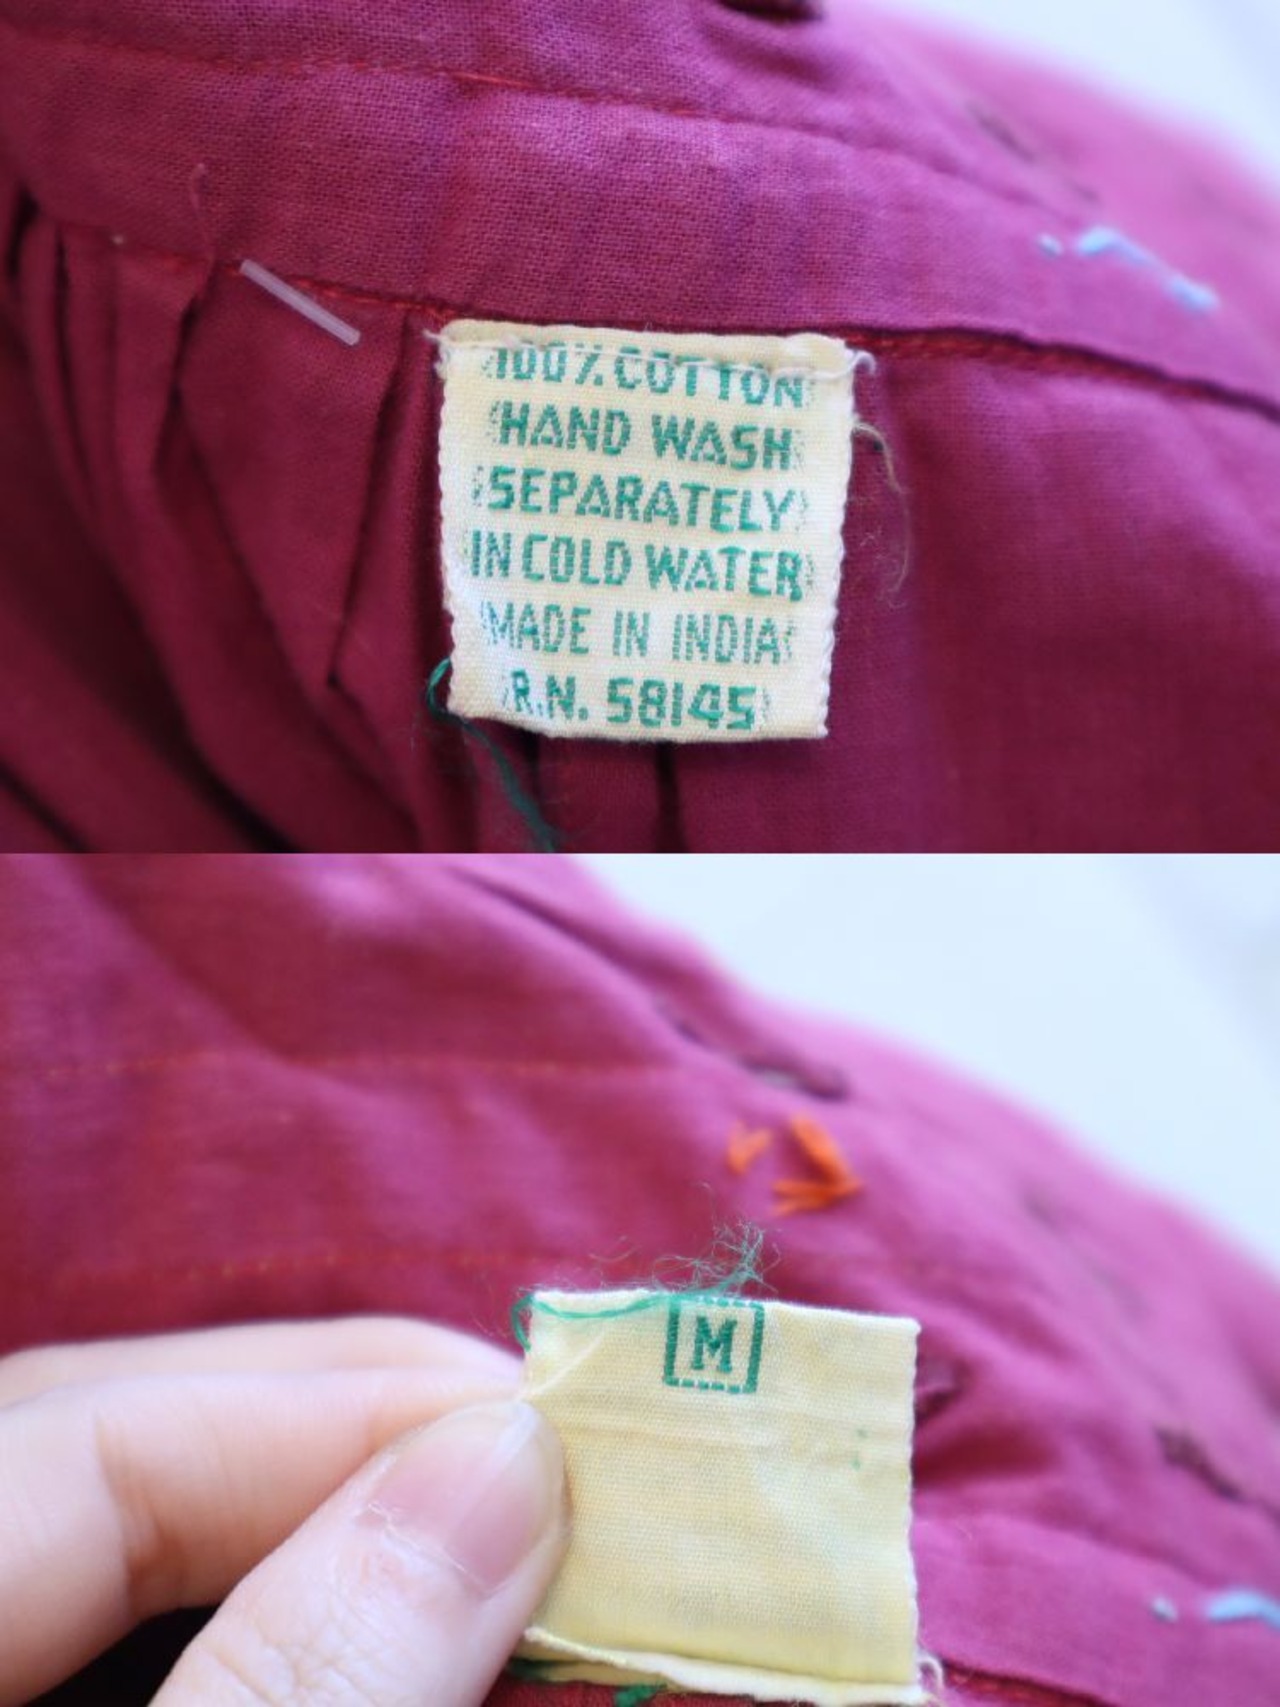 100% COTTON
HAND WASH
SEPARATELY
IN COLD WATER
MADE IN INDIA
R.N. 58145
M